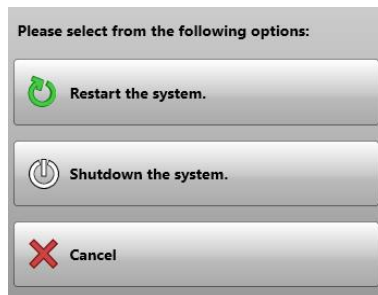 Please select from the following options:
Restart the system.
Shutdown the system.
Cancel